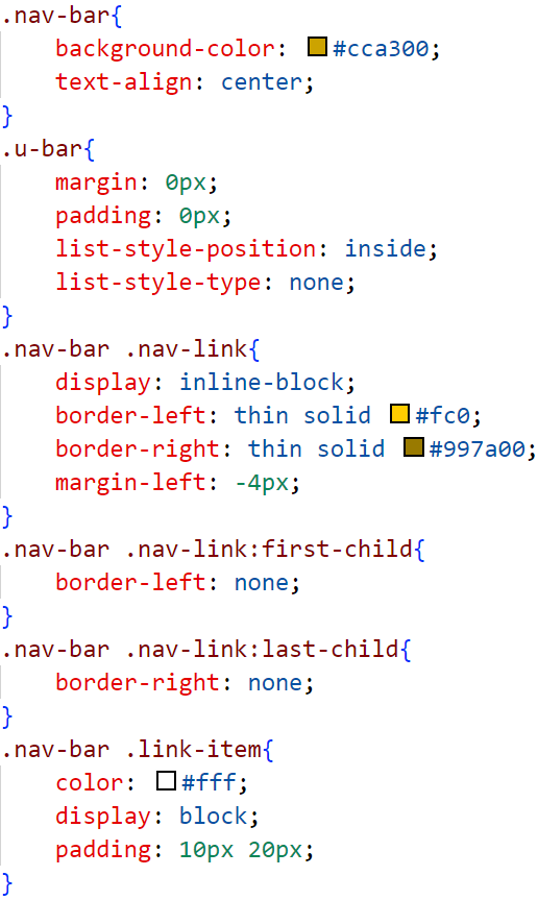 .nav-bar{
    background-color: #cca300;
    text-align: center;
}
.u-bar{
    margin: 0px;
    padding: 0px;
    list-style-position: inside;
    list-style-type: none;
}
.nav-bar .nav-link{
    display: inline-block;
    border-left: thin solid #fc0;
    border-right: thin solid #997a00;
    margin-left: -4px;
}
.nav-bar .nav-link:first-child{
    border-left: none;
}
.nav-bar .nav-link:last-child{
    border-right: none;
}
.nav-bar .link-item{
    color: #fff;
    display: block;
    padding: 10px 20px;
}